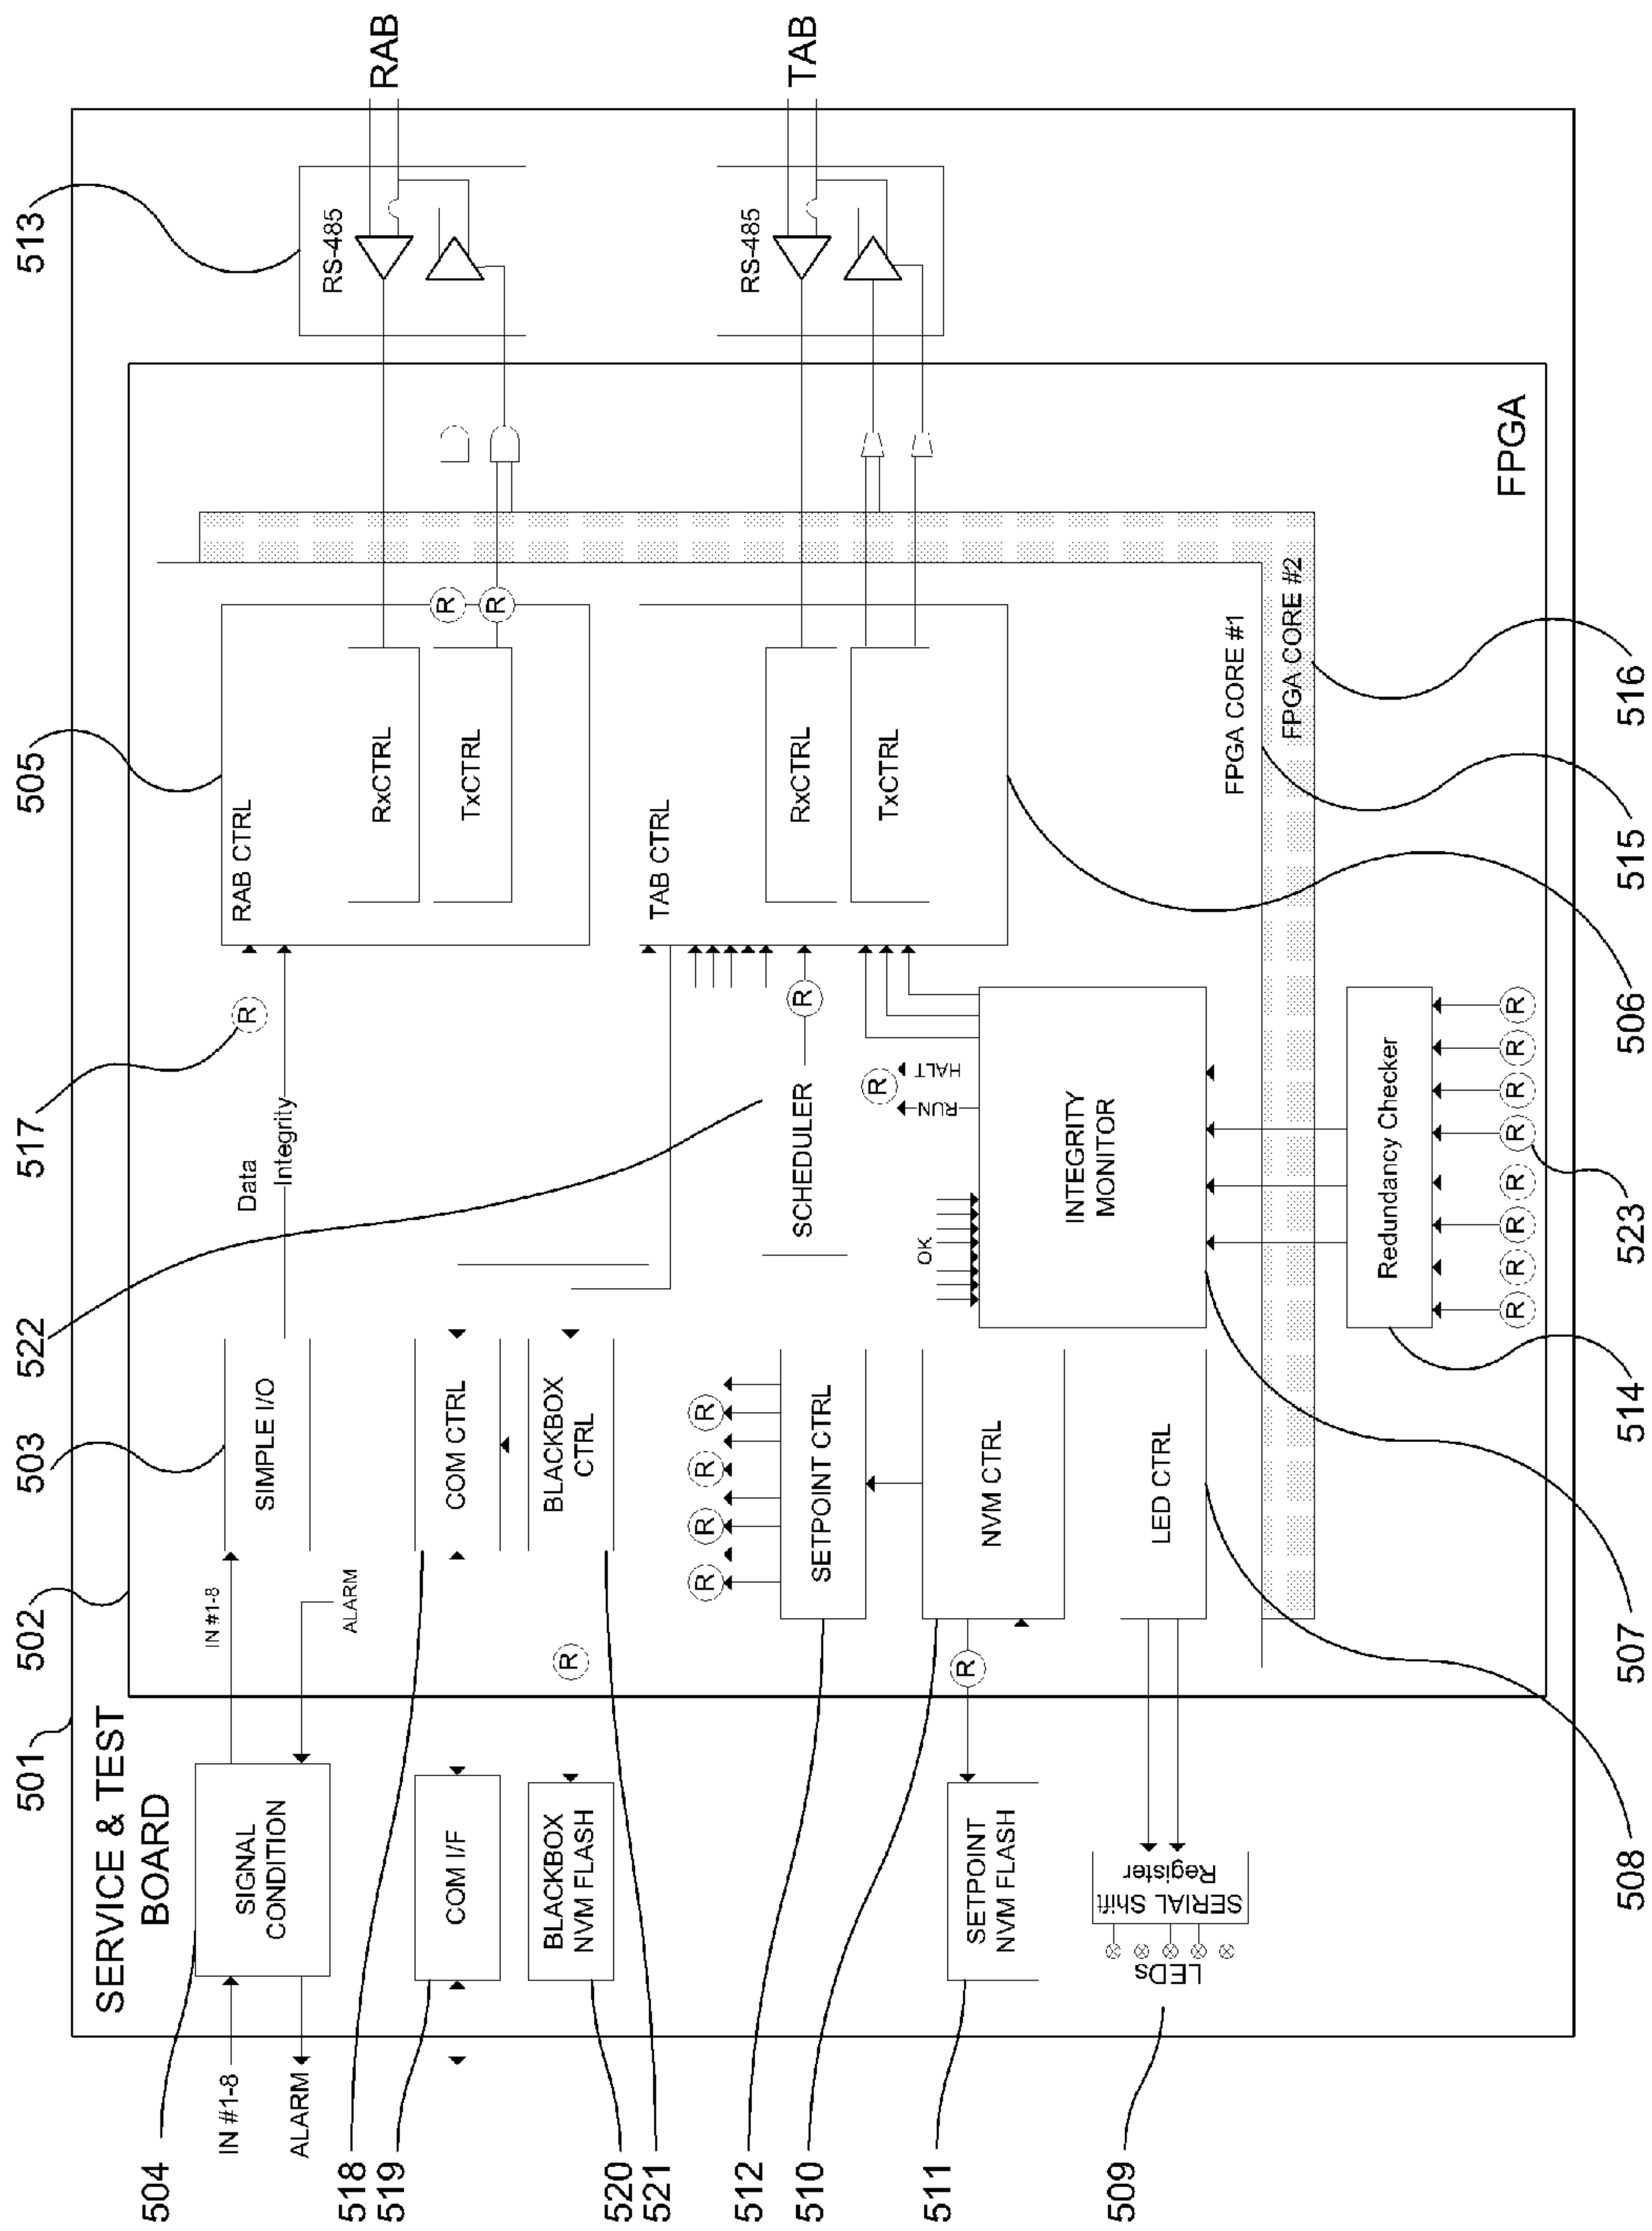 SERVICE & TEST
BOARD
501
502
503
522
517
505
513
504
IN #1-8
ALARM
SIGNAL
CONDITION
IN #1-8
ALARM
SIMPLE I/O
Data
Integrity
R
RAB CTRL
RxCTRL
TxCTRL
R
R
RS-485
RAB
518
519
COM I/F
COM CTRL
520
521
BLACKBOX
NVM FLASH
R
BLACKBOX
CTRL
TAB CTRL
RxCTRL
TxCTRL
RS-485
TAB
SCHEDULER
R
512
R
R
R
R
SETPOINT CTRL
510
NVM CTRL
R
511
SETPOINT
NVM FLASH
OK
RUN
HALT
R
INTEGRITY
MONITOR
509
LEDs
SERIAL Shift
Register
LED CTRL
FPGA CORE #1
FPGA CORE #2
Redundancy Checker
R
R
R
R
R
R
R
R
FPGA
508
507
514
523
506
515
516